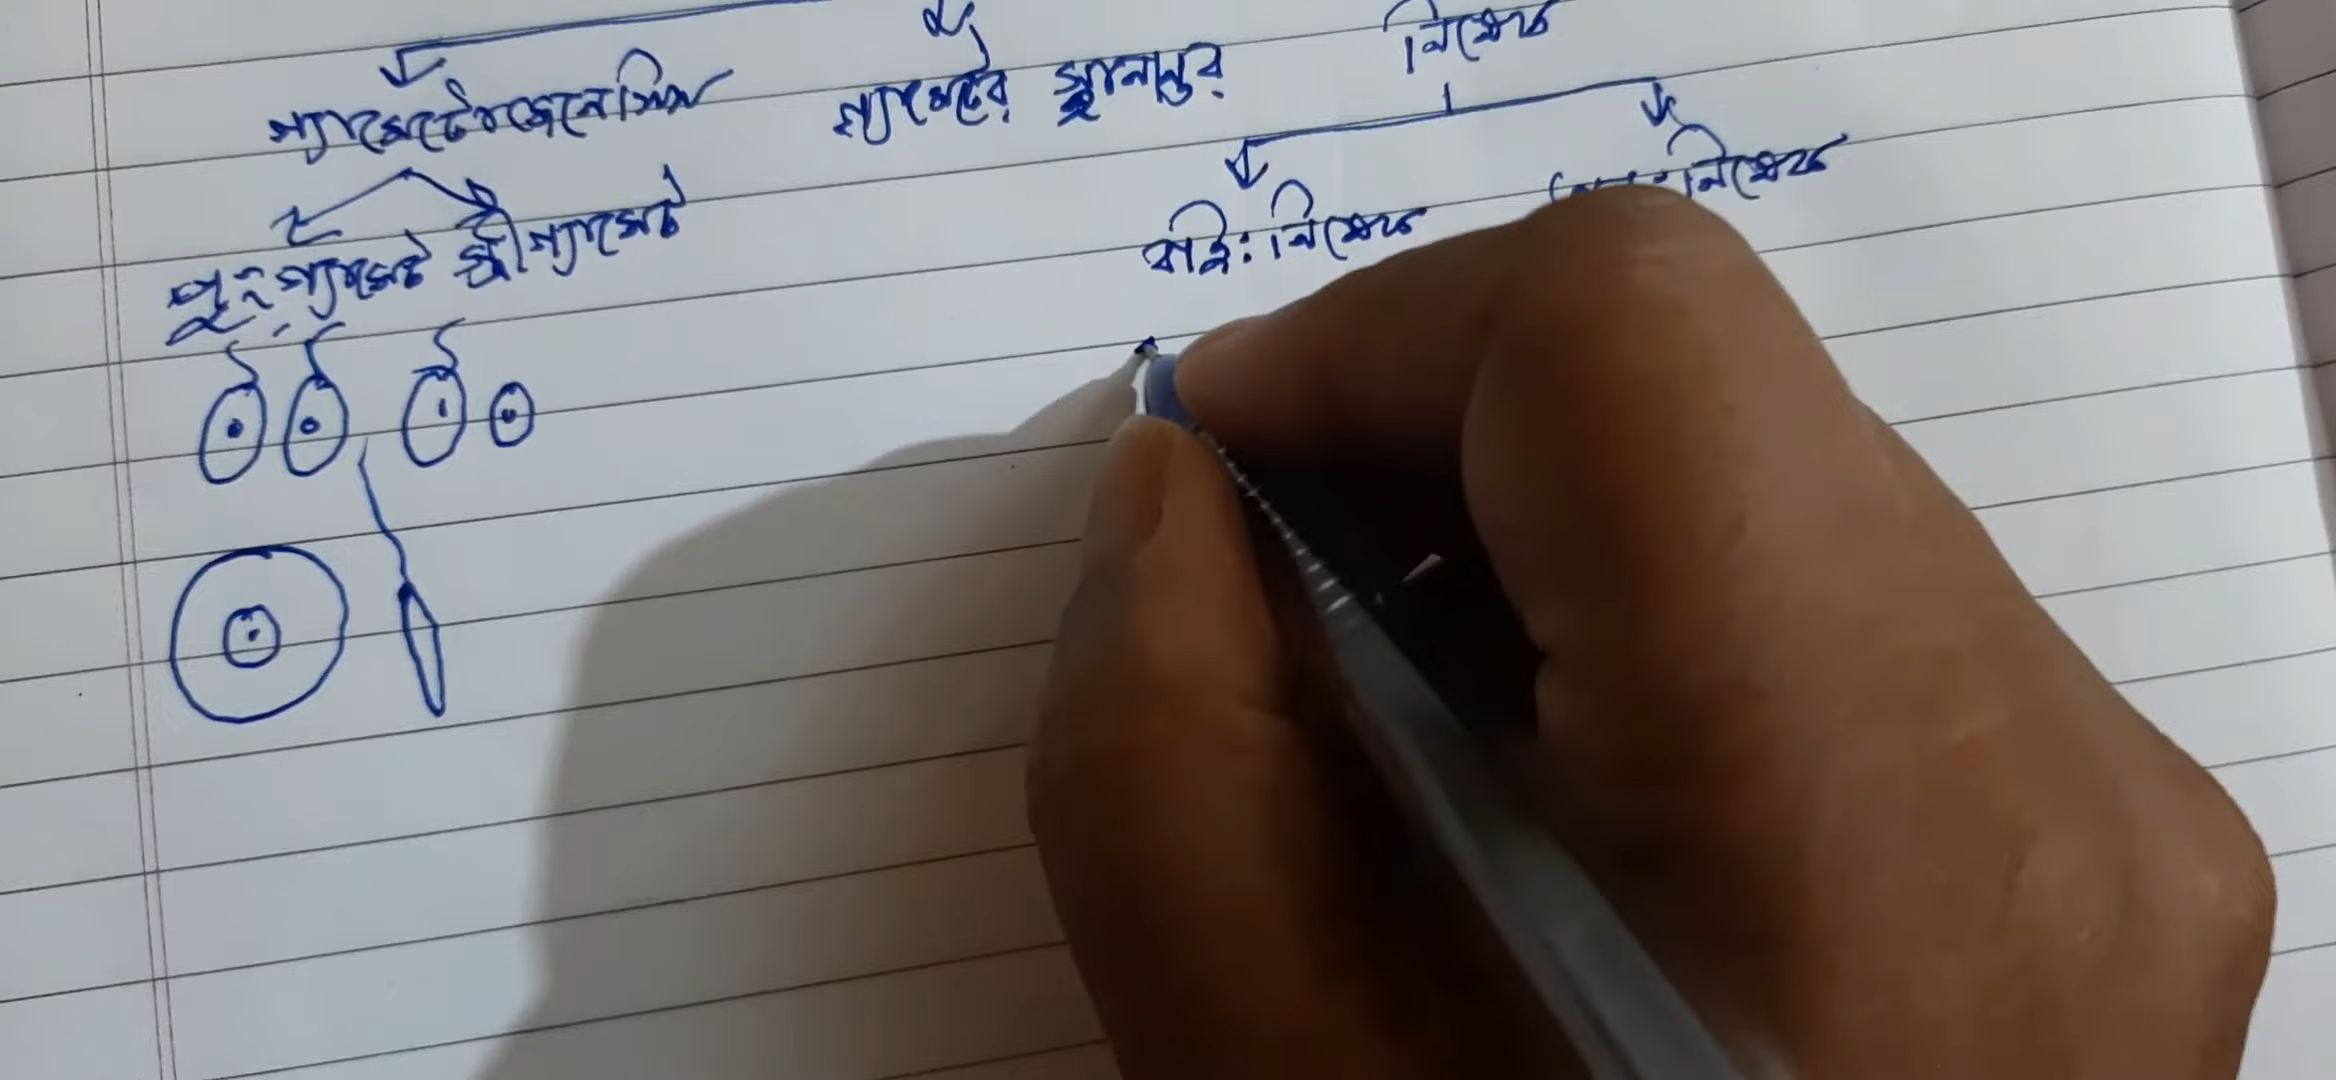 গ্যামেটোজেনেসিস গ্যামেটের স্থানান্তর নিষেক
পুং গ্যামেট স্ত্রী গ্যামেট বহিঃনিষেক নিষেক